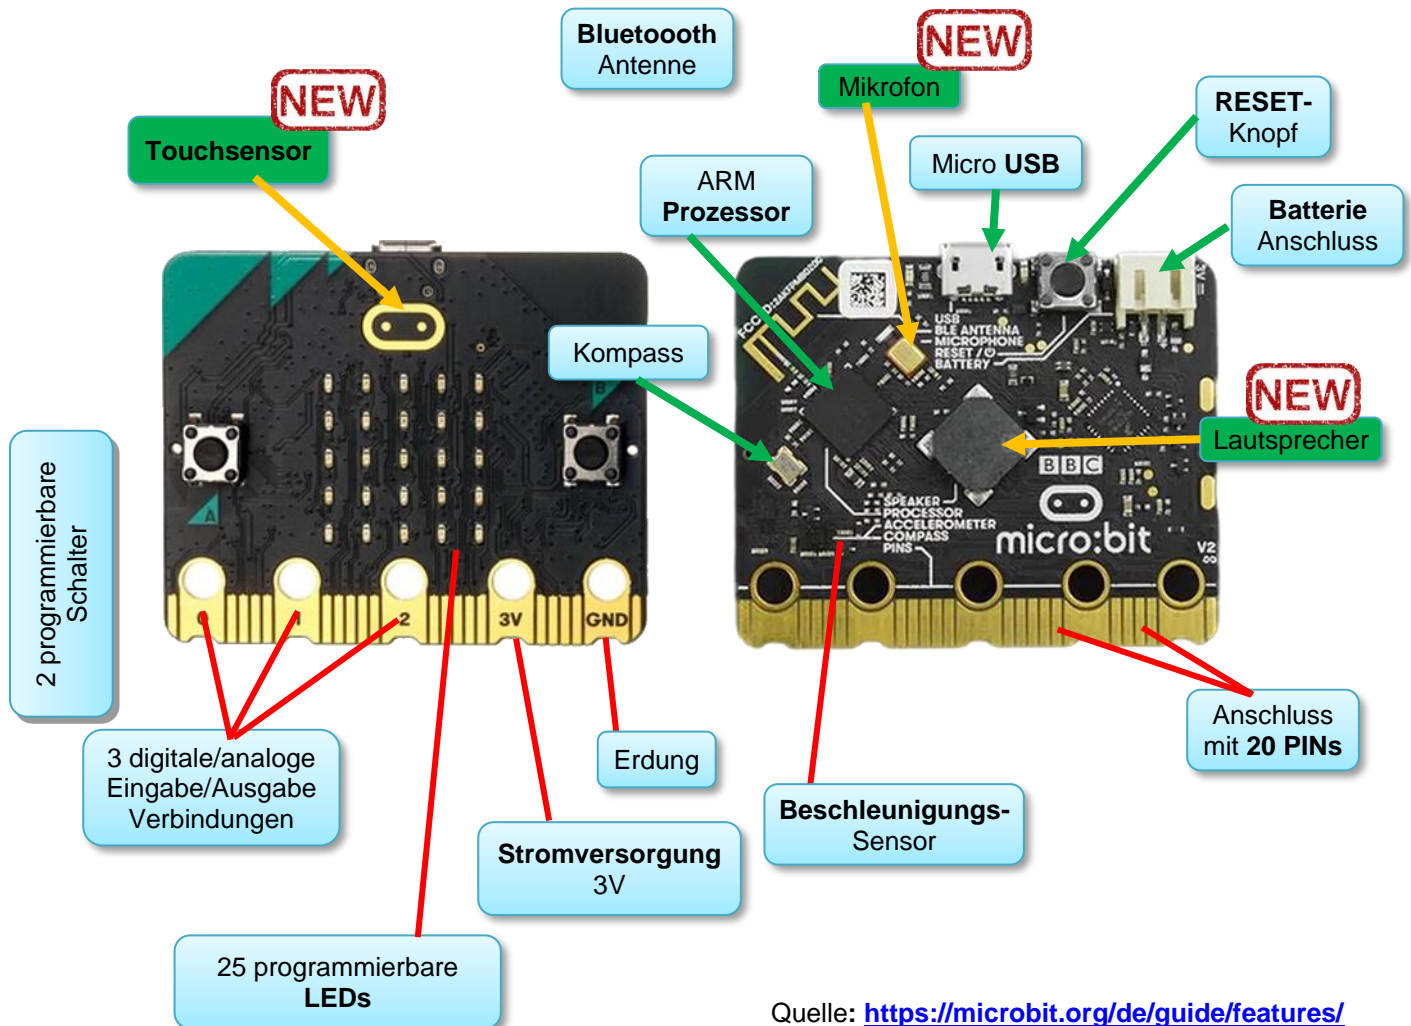 Bluetoooth
Antenne
NEW
Mikrofon
NEW
Touchsensor
RESET-
Knopf
Micro USB
ARM
Prozessor
Batterie
Anschluss
Kompass
NEW
Lautsprecher
2 programmierbare
Schalter
A
B
0
1
2
3V
GND
USB
BLE ANTENNA
MICROPHONE
RESET /
BATTERY
BBC
SPEAKER
PROCESSOR
ACCELEROMETER
COMPASS
PINS
micro:bit
V2
3 digitale/analoge
Eingabe/Ausgabe
Verbindungen
Erdung
Anschluss
mit 20 PINs
Beschleunigungs-
Sensor
Stromversorgung
3V
25 programmierbare
LEDs
Quelle: https://microbit.org/de/guide/features/